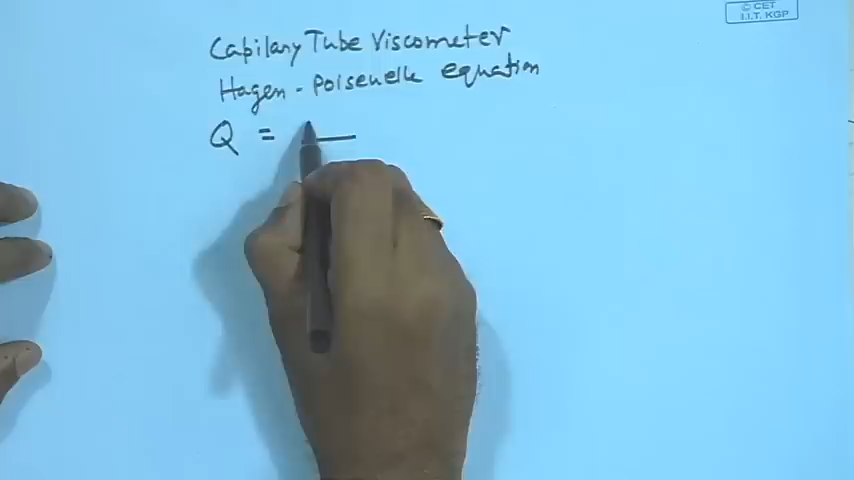 © CET
I.I.T. KGP
Capilary Tube Viscometer
Hagen - Poiseuelle equation
Q =